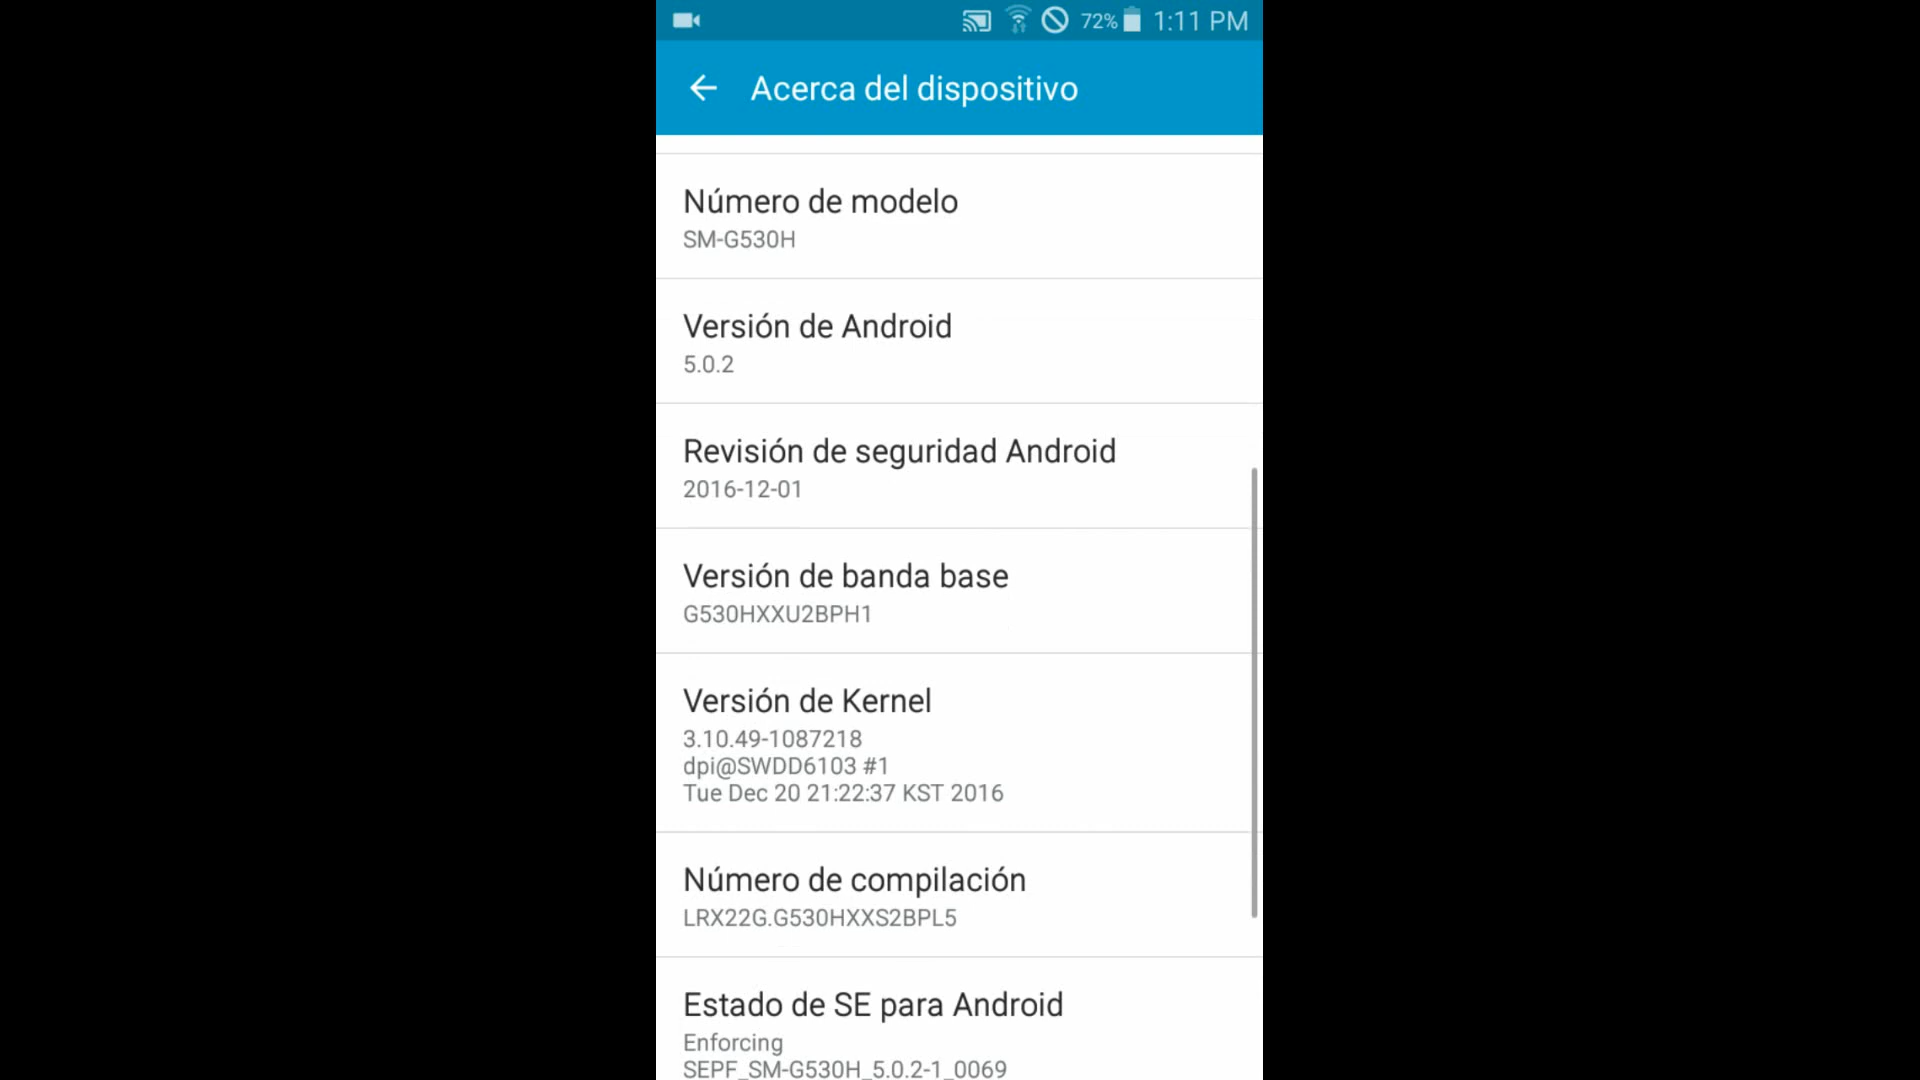 72% 1:11 PM
Acerca del dispositivo
Número de modelo
SM-G530H
Versión de Android
5.0.2
Revisión de seguridad Android
2016-12-01
Versión de banda base
G530HXXU2BPH1
Versión de Kernel
3.10.49-1087218
dpi@SWDD6103 #1
Tue Dec 20 21:22:37 KST 2016
Número de compilación
LRX22G.G530HXXS2BPL5
Estado de SE para Android
Enforcing
SEPF_SM-G530H_5.0.2-1_0069